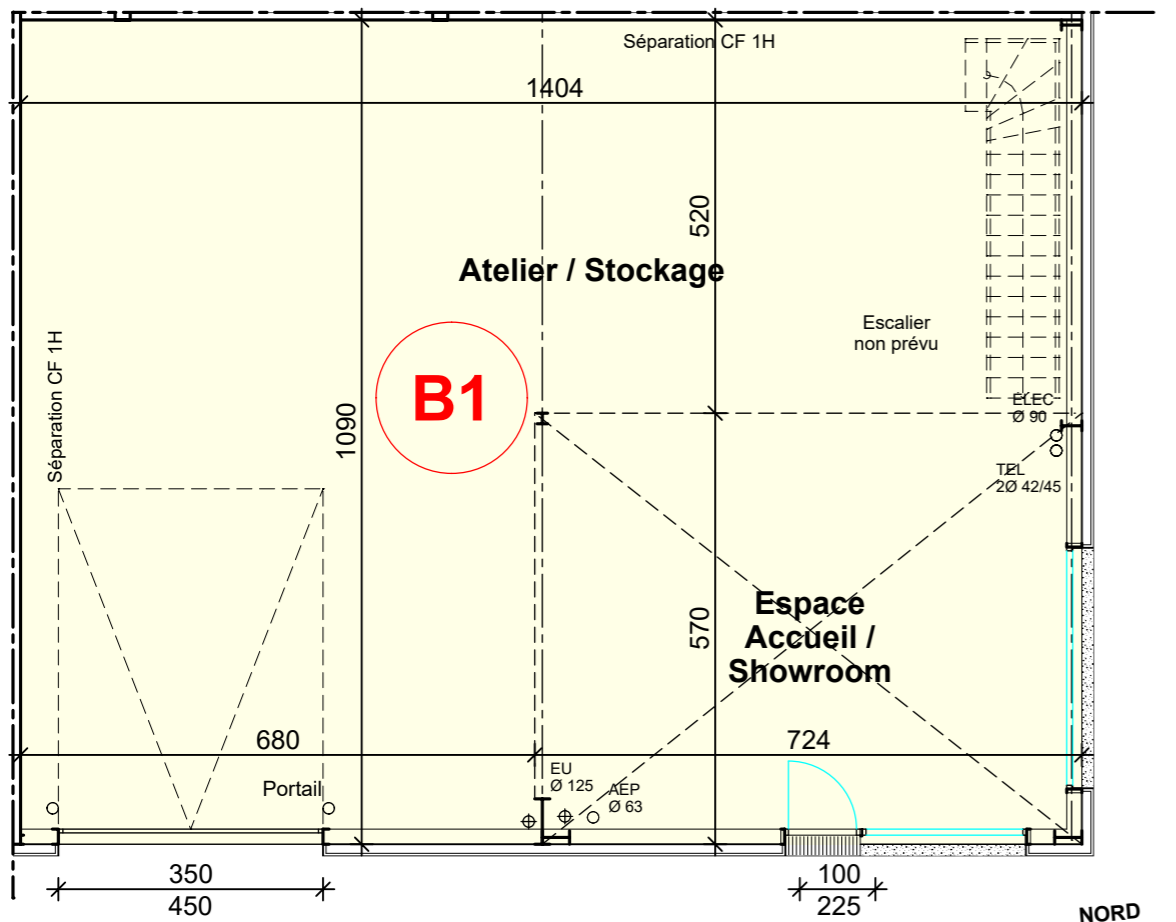 Séparation CF 1H
1404
520
Atelier / Stockage
Escalier
non prévu
B1
1090
Séparation CF 1H
ELEC
Ø 90
TEL
2Ø 42/45
570
Espace
Accueil /
Showroom
680
724
EU
Ø 125
AEP
Ø 63
Portail
350
450
100
225
NORD